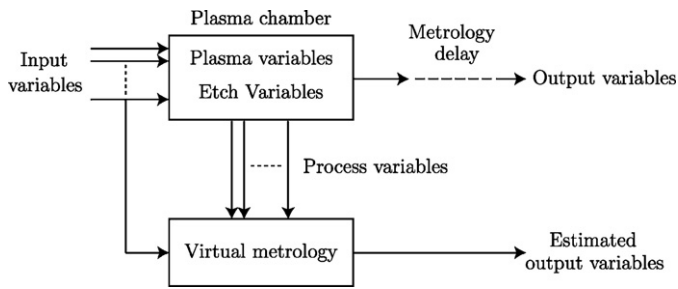 Plasma chamber
Input
variables
Plasma variables
Etch Variables
Metrology
delay
Output variables
Process variables
Virtual metrology
Estimated
output variables